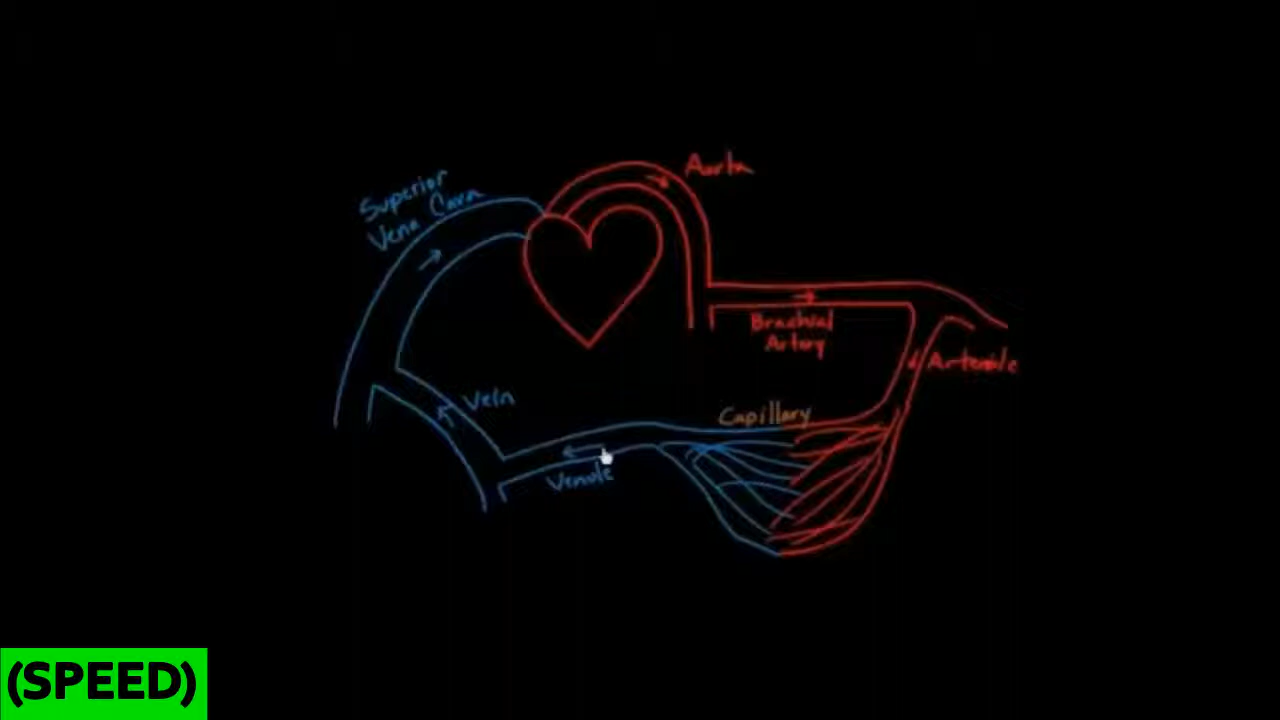 Aorta
Superior
Vena Cava
Brachial
Artery
Arteriole
Vein
Capillary
Venule
(SPEED)